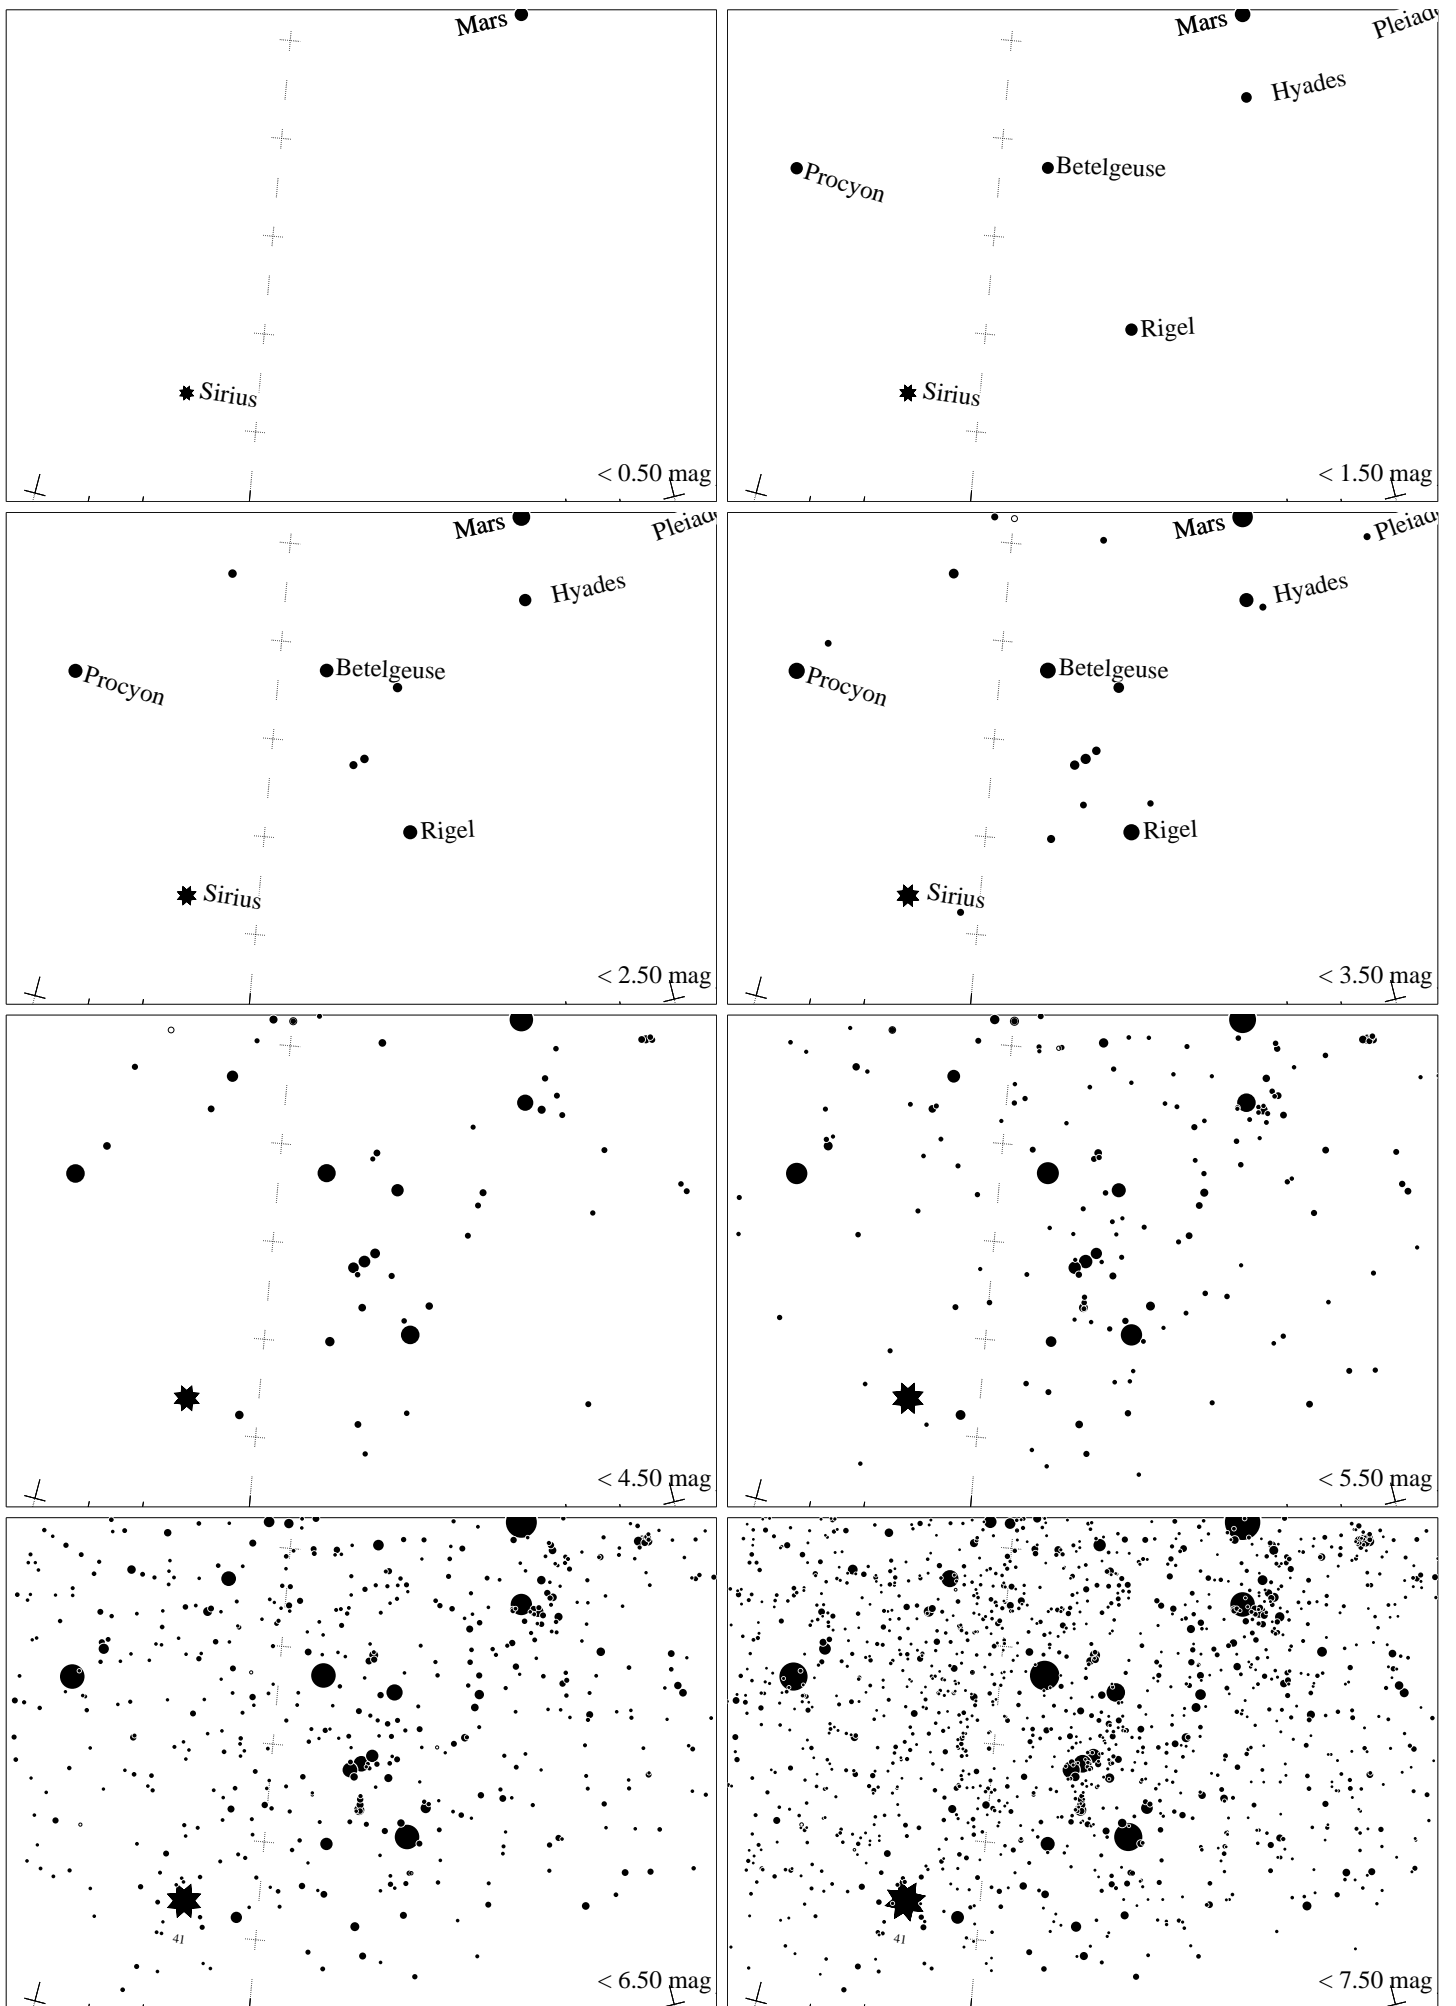 Mars
Sirius
< 0.50 mag
Mars
Pleiad
Hyades
Procyon
Betelgeuse
Rigel
Sirius
< 1.50 mag
Mars
Pleiad
Hyades
Procyon
Betelgeuse
Rigel
Sirius
< 2.50 mag
Mars
Pleiad
Hyades
Procyon
Betelgeuse
Rigel
Sirius
< 3.50 mag
< 4.50 mag
< 5.50 mag
41
< 6.50 mag
41
< 7.50 mag